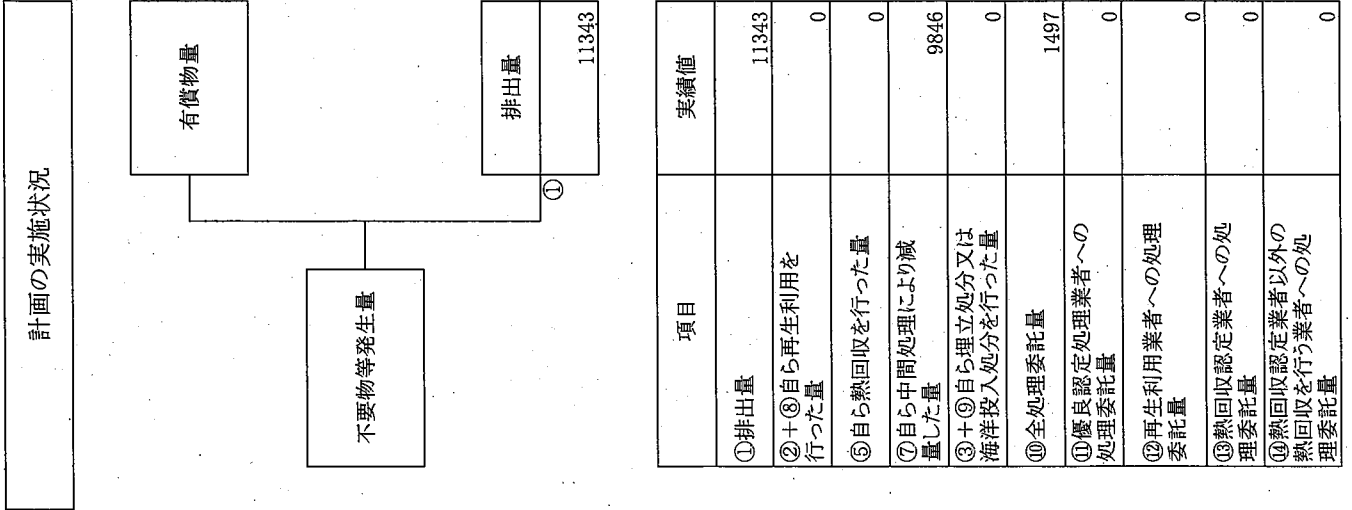 計画の実施状況
不要物等発生量
有償物量
①
排出量
11343
項目 実績値
①排出量 11343
②+⑧自ら再生利用を
行った量 0
⑤自ら熱回収を行った量 0
⑦自ら中間処理により減
量した量 9846
③+⑨自ら埋立処分又は
海洋投入処分を行った量 0
⑩全処理委託量 1497
⑪優良認定処理業者への
処理委託量 0
⑫再生利用業者への処理
委託量 0
⑬熱回収認定業者への処
理委託量 0
⑭熱回収認定業者以外の
熱回収を行う業者への処
理委託量 0